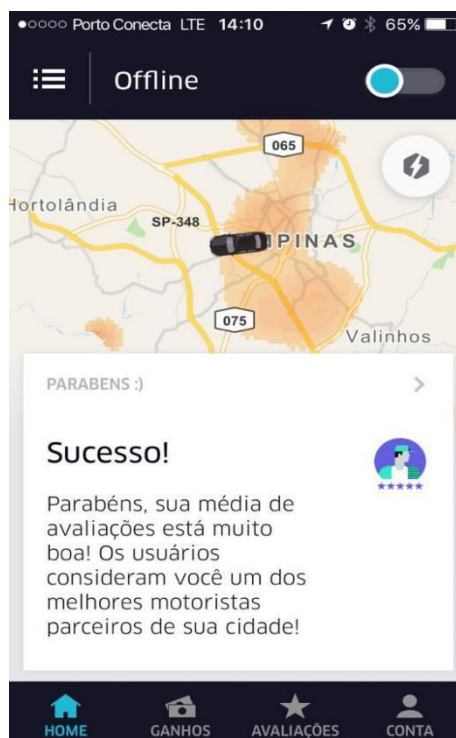 ●○○○○ Porto Conecta LTE 14:10 65%
Offline
065
Hortolândia
SP-348
PINAS
075
Valinhos
PARABENS :)
Sucesso!
Parabéns, sua média de
avaliações está muito
boa! Os usuários
consideram você um dos
melhores motoristas
parceiros de sua cidade!
HOME GANHOS AVALIAÇÕES CONTA